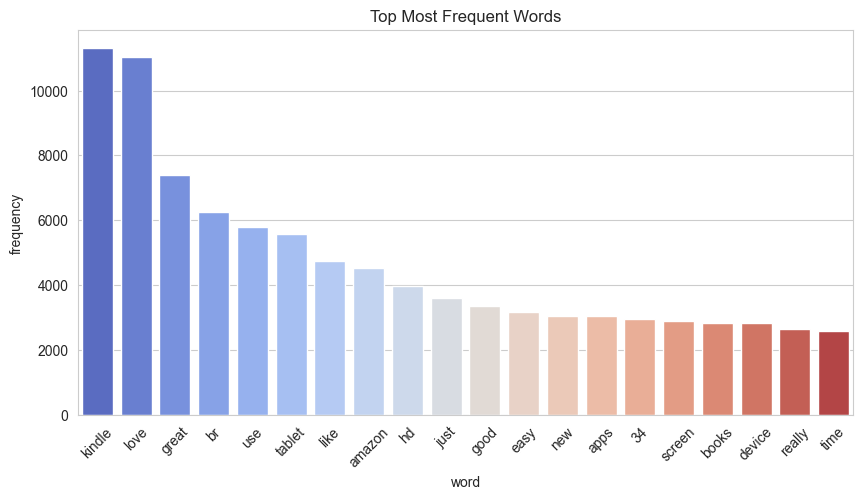 Top Most Frequent Words
frequency
10000
8000
6000
4000
2000
0
kindle
love
great
br
use
tablet
like
amazon
hd
just
good
easy
new
apps
34
screen
books
device
really
time
word